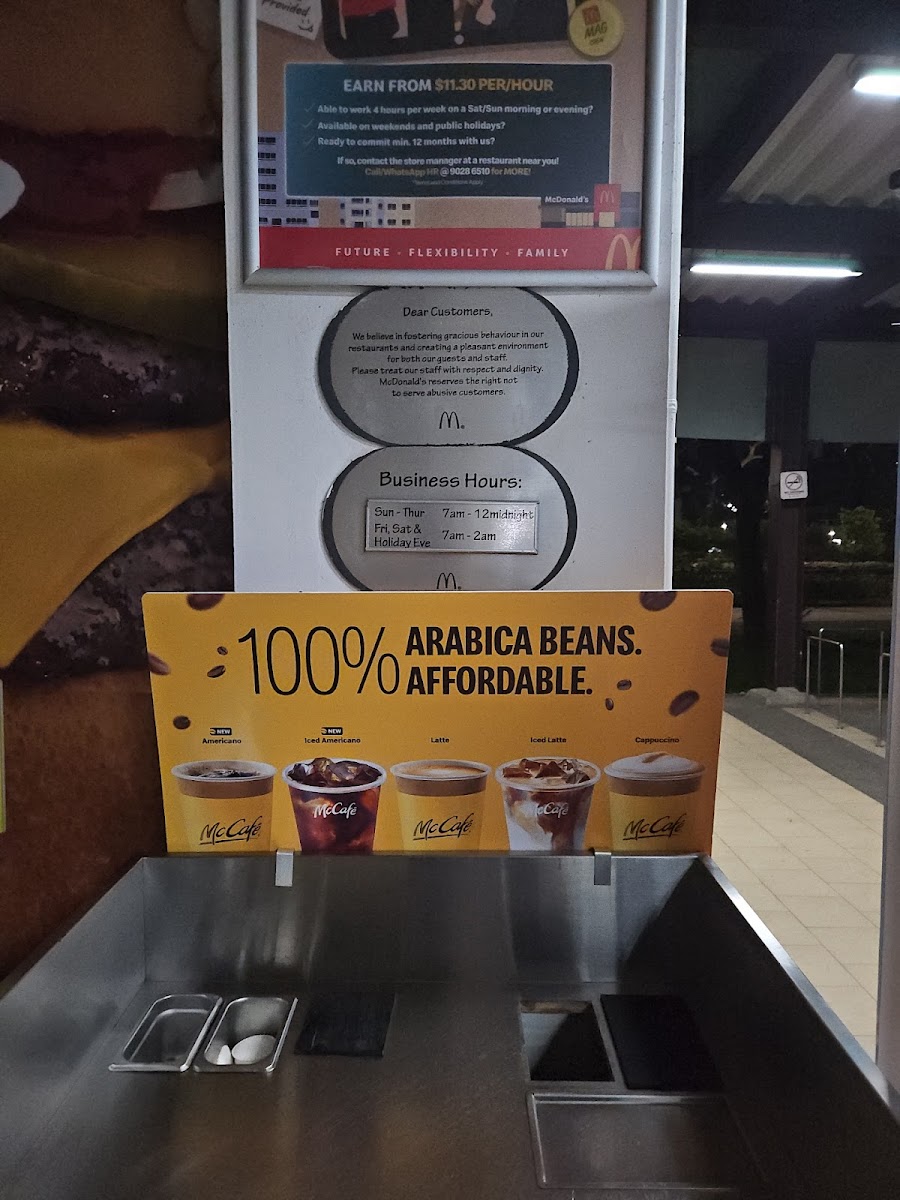 provided
MAS
EARN FROM $11.30 PER/HOUR
Able to work 4 hours per week on a Sat/Sun morning or evening?
Available on weekends and public holidays?
Ready to commit min. 12 months with us?
If so, contact the store manager at a restaurant near you!
Call/WhatsApp HR @ 9028 6510 for MORE!
*Terms and Conditions Apply
McDonald's
FUTURE · FLEXIBILITY · FAMILY
Dear Customers,
We believe in fostering gracious behaviour in our
restaurants and creating a pleasant environment
for both our guests and staff.
Please treat our staff with respect and dignity.
McDonald's reserves the right not
to serve abusive customers.
Business Hours:
Sun - Thur 7am - 12midnight
Fri, Sat &
Holiday Eve 7am - 2am
100% ARABICA BEANS.
AFFORDABLE.
NEW
Americano
NEW
Iced Americano
Latte
Iced Latte
Cappuccino
McCafé
McCafé
McCafé
McCafé
McCafé